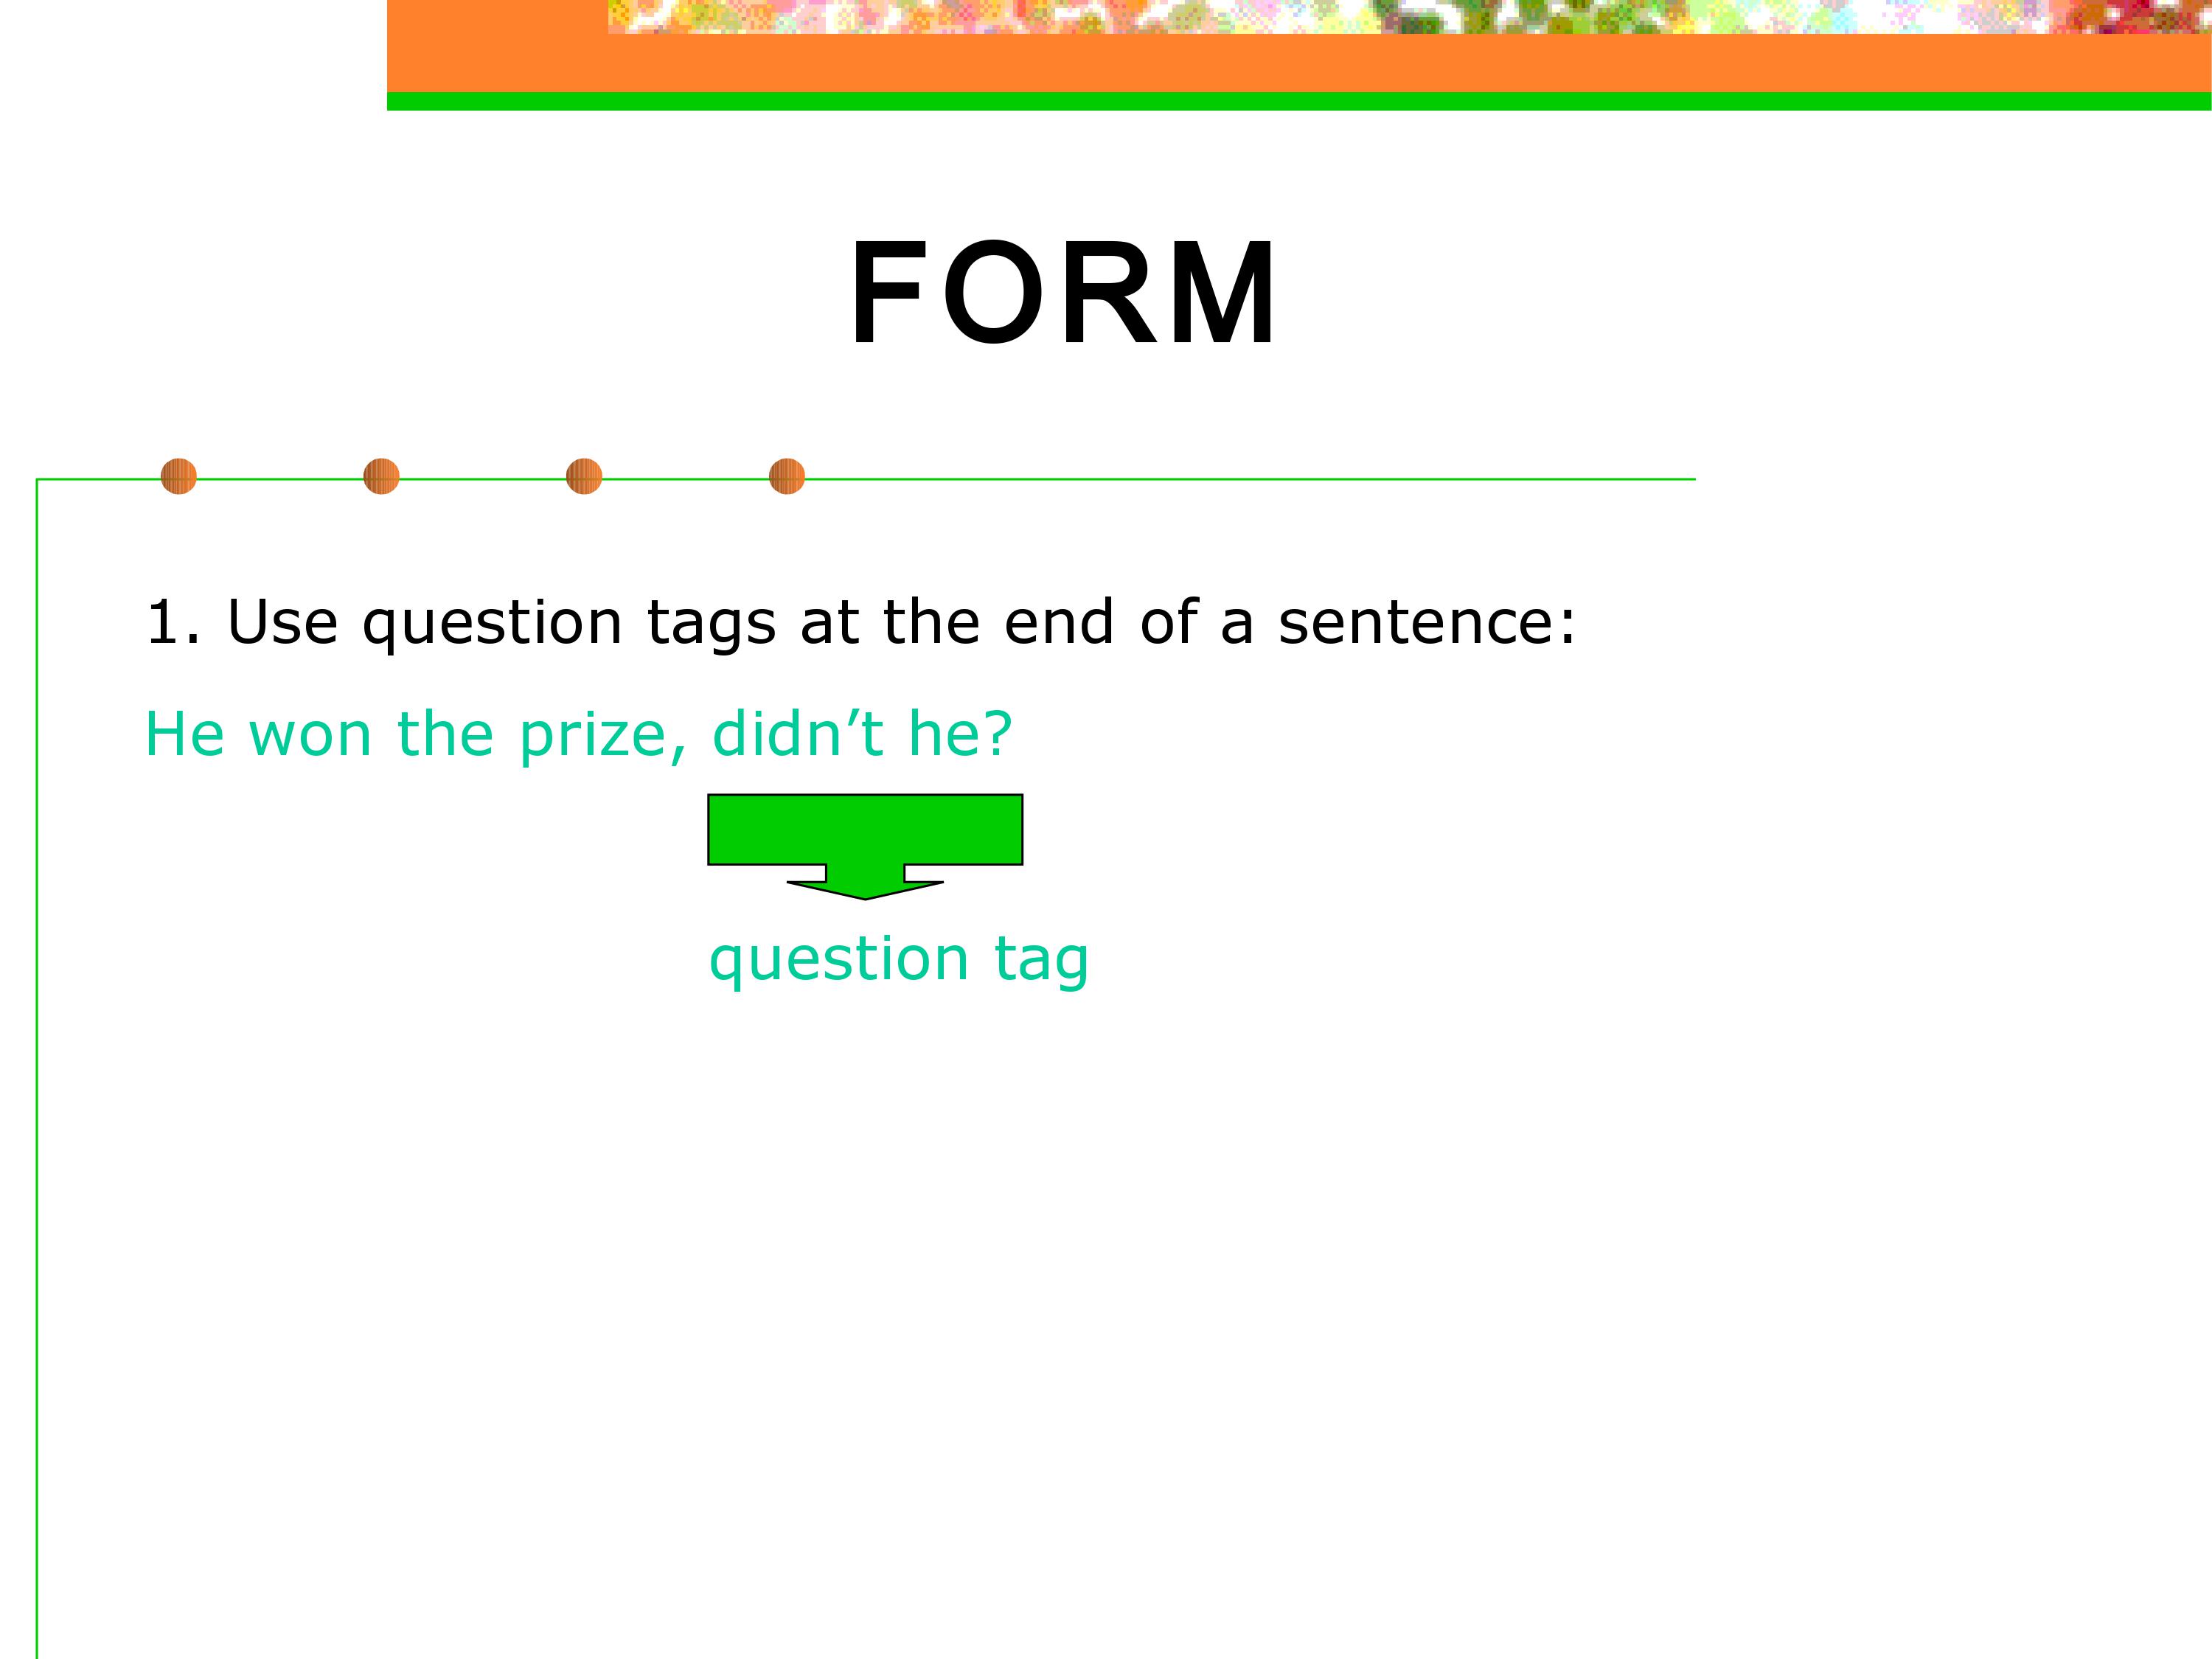 FORM
1. Use question tags at the end of a sentence:
He won the prize, didn’t he?
question tag